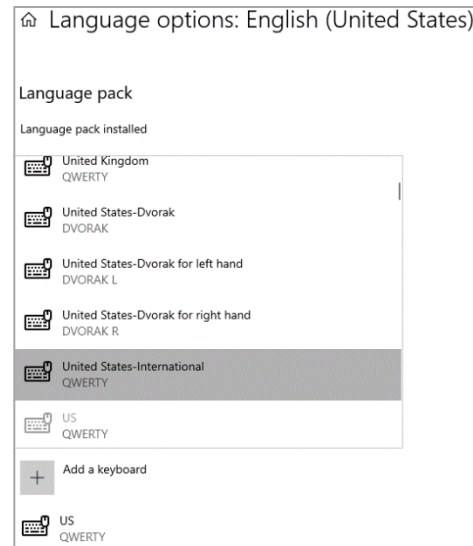 Language options: English (United States)
Language pack
Language pack installed
United Kingdom
QWERTY
United States-Dvorak
DVORAK
United States-Dvorak for left hand
DVORAK L
United States-Dvorak for right hand
DVORAK R
United States-International
QWERTY
US
QWERTY
Add a keyboard
US
QWERTY